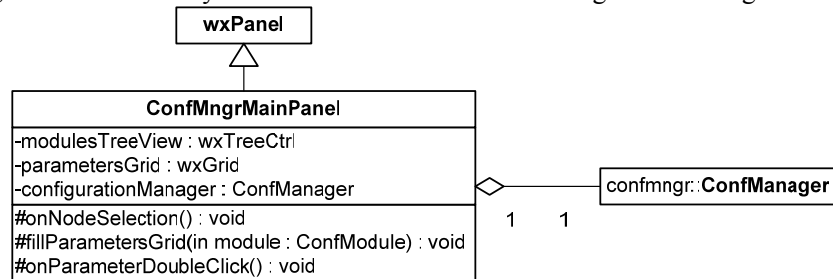 wxPanel
ConfMngrMainPanel
-modulesTreeView : wxTreeCtrl
-parametersGrid : wxGrid
-configurationManager : ConfManager
#onNodeSelection() : void
#fillParametersGrid(in module : ConfModule) : void
#onParameterDoubleClick() : void
1 1
confmngr::ConfManager